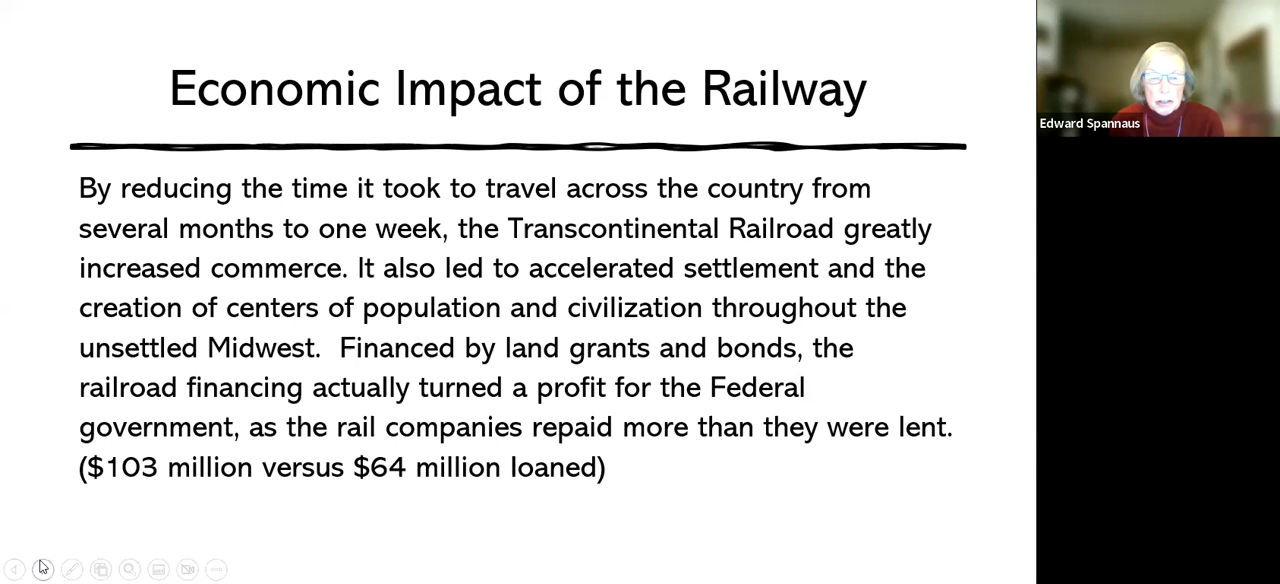 Economic Impact of the Railway
By reducing the time it took to travel across the country from
several months to one week, the Transcontinental Railroad greatly
increased commerce. It also led to accelerated settlement and the
creation of centers of population and civilization throughout the
unsettled Midwest.  Financed by land grants and bonds, the
railroad financing actually turned a profit for the Federal
government, as the rail companies repaid more than they were lent.
($103 million versus $64 million loaned)
Edward Spannaus